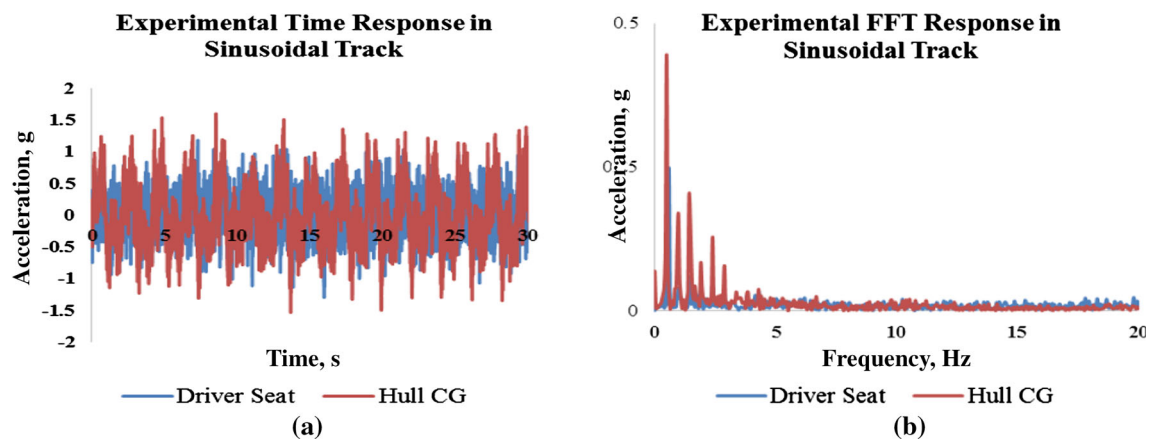 Experimental Time Response in
Sinusoidal Track
Acceleration, g
2
1.5
1
0.5
0
-0.5
-1
-1.5
-2
0 5 10 15 20 25 30
Time, s
Driver Seat Hull CG
(a)
Experimental FFT Response in
Sinusoidal Track
Acceleration, g
0.5
0.5
0
0 5 10 15 20
Frequency, Hz
Driver Seat Hull CG
(b)